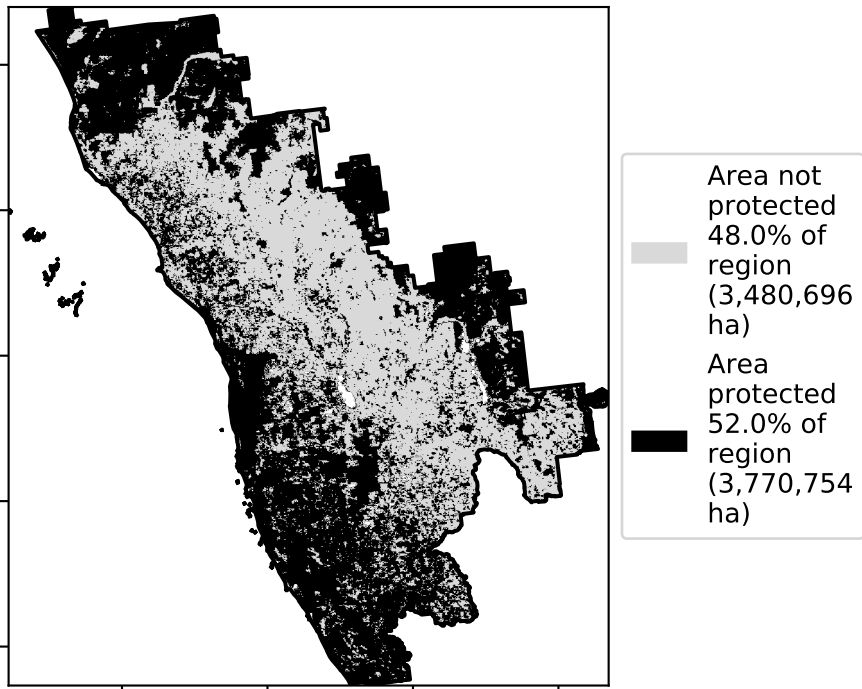 Area not
protected
48.0% of
region
(3,480,696
ha)
Area
protected
52.0% of
region
(3,770,754
ha)